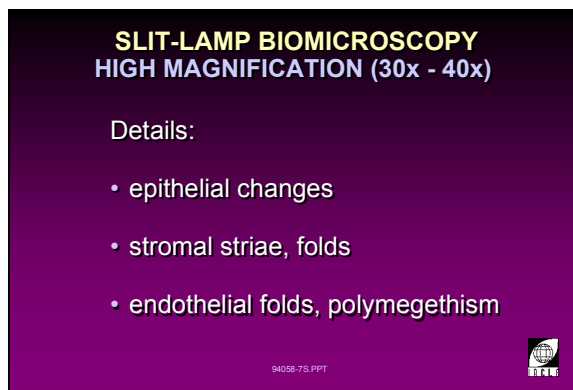 SLIT-LAMP BIOMICROSCOPY
HIGH MAGNIFICATION (30x - 40x)
Details:
• epithelial changes
• stromal striae, folds
• endothelial folds, polymegethism
94058-7S.PPT
IACLE